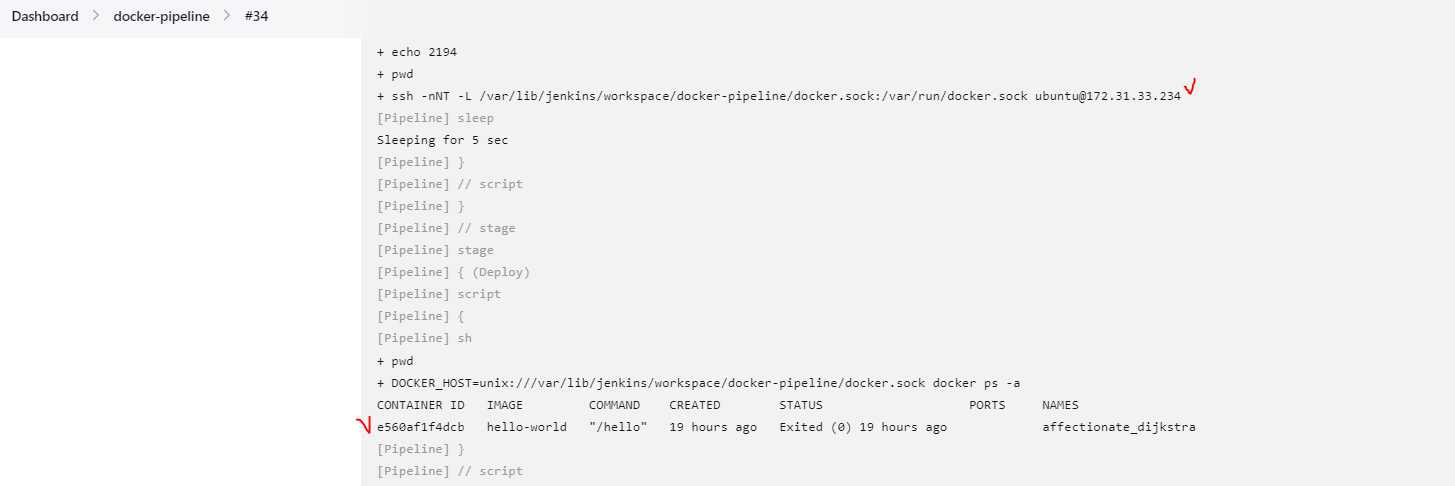 Dashboard > docker-pipeline > #34
+ echo 2194
+ pwd
+ ssh -nNT -L /var/lib/jenkins/workspace/docker-pipeline/docker.sock:/var/run/docker.sock ubuntu@172.31.33.234
[Pipeline] sleep
Sleeping for 5 sec
[Pipeline] }
[Pipeline] // script
[Pipeline] }
[Pipeline] // stage
[Pipeline] stage
[Pipeline] { (Deploy)
[Pipeline] script
[Pipeline] {
[Pipeline] sh
+ pwd
+ DOCKER_HOST=unix:///var/lib/jenkins/workspace/docker-pipeline/docker.sock docker ps -a
CONTAINER ID   IMAGE         COMMAND    CREATED        STATUS                    PORTS     NAMES
e560af1f4dcb   hello-world   "/hello"   19 hours ago   Exited (0) 19 hours ago             affectionate_dijkstra
[Pipeline] }
[Pipeline] // script